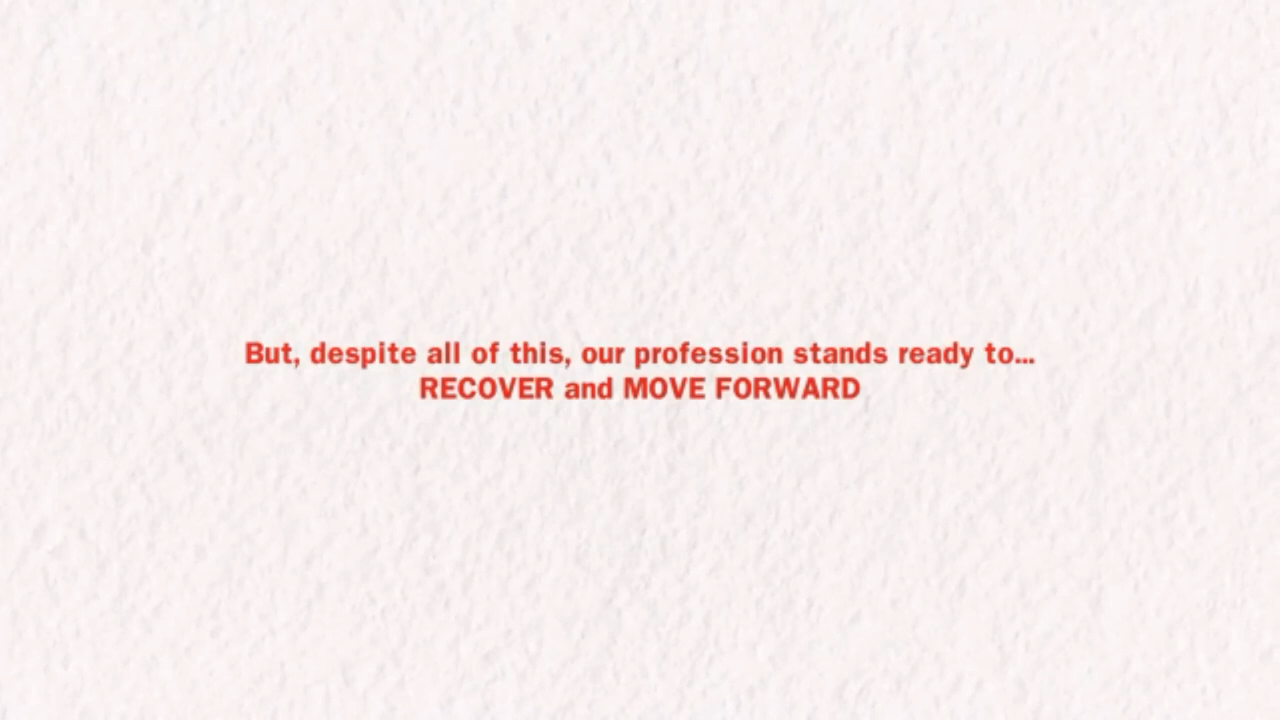 But, despite all of this, our profession stands ready to...
RECOVER and MOVE FORWARD